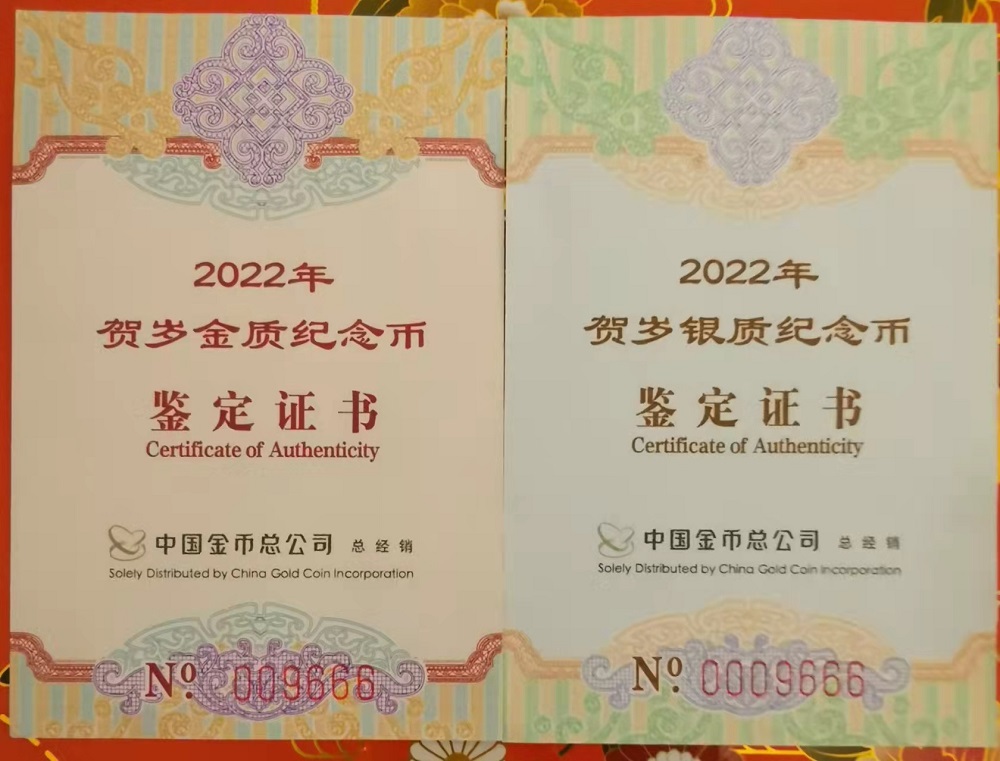 2022年
贺岁金质纪念币
鉴定证书
Certificate of Authenticity
中国金币总公司 总经销
Solely Distributed by China Gold Coin Incorporation
Nº. 009666
2022年
贺岁银质纪念币
鉴定证书
Certificate of Authenticity
中国金币总公司 总经销
Solely Distributed by China Gold Coin Incorporation
Nº. 0009666